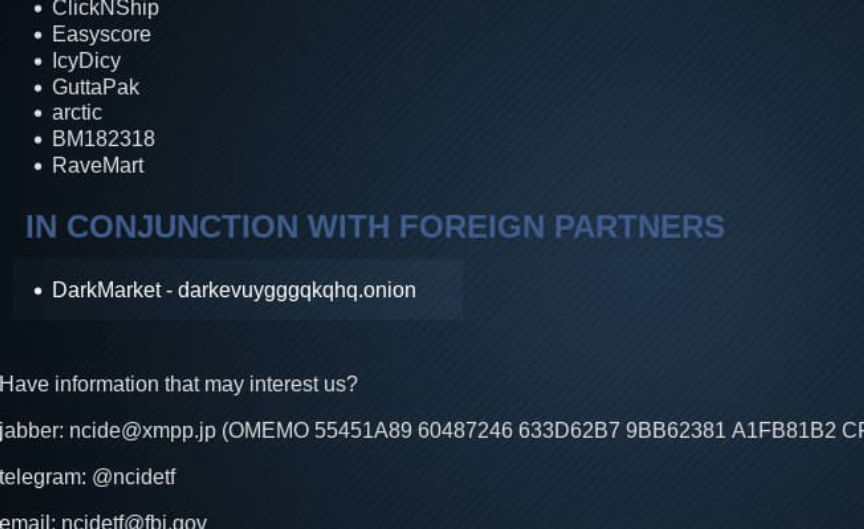 • ClickNShip
• Easyscore
• IcyDicy
• GuttaPak
• arctic
• BM182318
• RaveMart
IN CONJUNCTION WITH FOREIGN PARTNERS
• DarkMarket - darkevuygggqkqhq.onion
Have information that may interest us?
jabber: ncide@xmpp.jp (OMEMO 55451A89 60487246 633D62B7 9BB62381 A1FB81B2
telegram: @ncidetf
email: ncidetf@fbi.gov